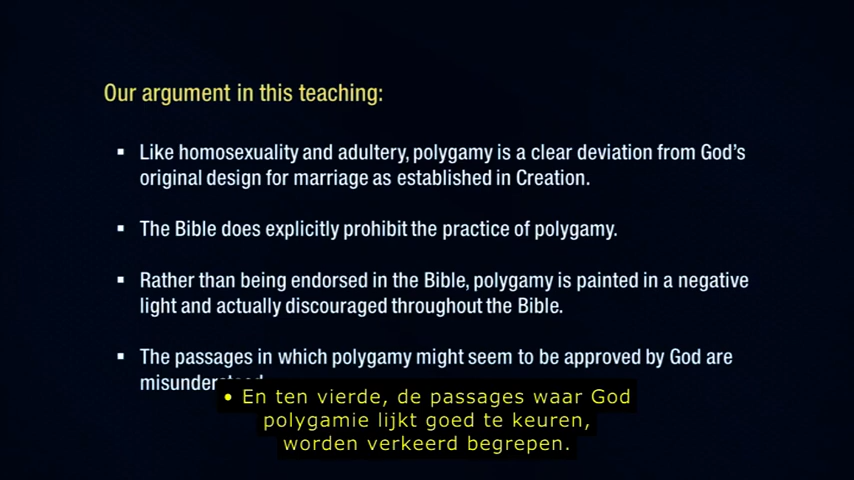 Our argument in this teaching:
▪ Like homosexuality and adultery, polygamy is a clear deviation from God's
original design for marriage as established in Creation.
▪ The Bible does explicitly prohibit the practice of polygamy.
▪ Rather than being endorsed in the Bible, polygamy is painted in a negative
light and actually discouraged throughout the Bible.
▪ The passages in which polygamy might seem to be approved by God are
misunderstood.
• En ten vierde, de passages waar God
polygamie lijkt goed te keuren,
worden verkeerd begrepen.